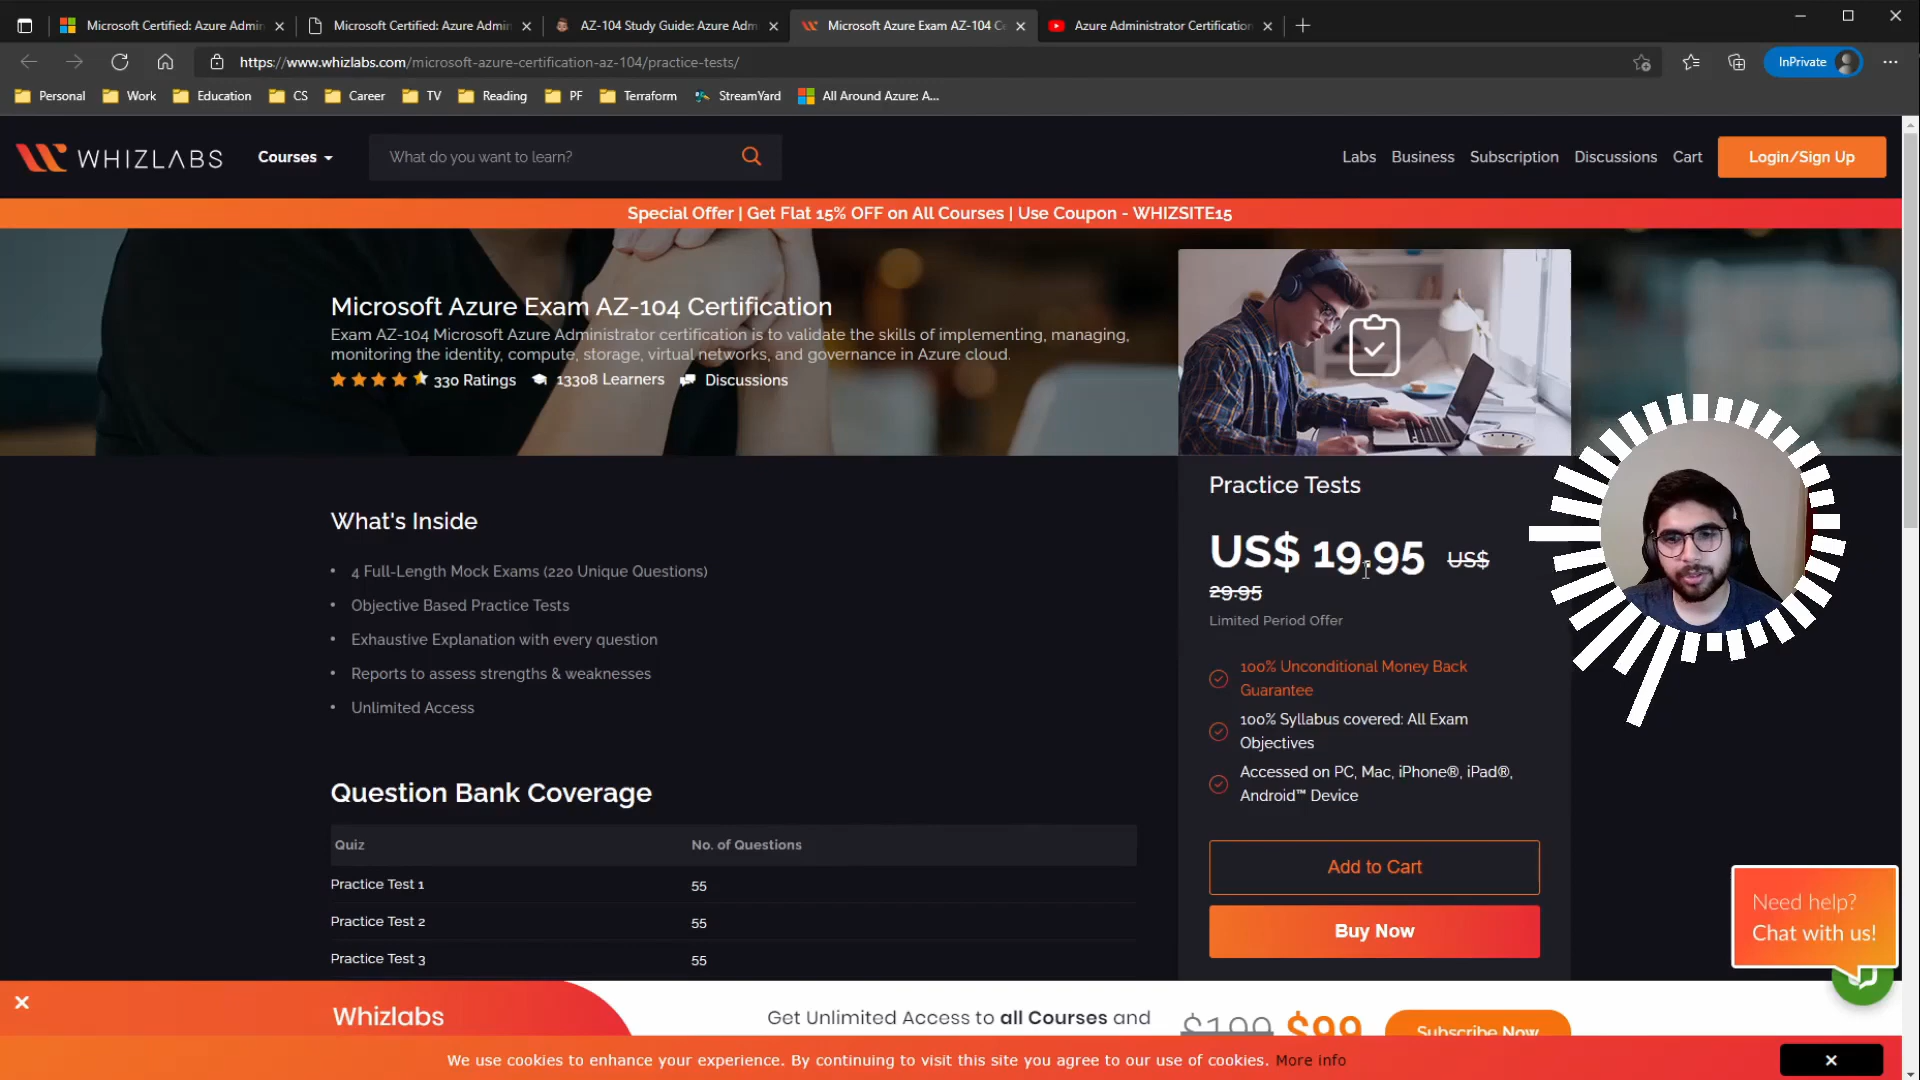 Microsoft Certified: Azure Admin
Microsoft Certified: Azure Admin
AZ-104 Study Guide: Azure Adm
Microsoft Azure Exam AZ-104 Ce
Azure Administrator Certification
https://www.whizlabs.com/microsoft-azure-certification-az-104/practice-tests/
InPrivate
Personal
Work
Education
CS
Career
TV
Reading
PF
Terraform
StreamYard
All Around Azure: A...
WHIZLABS
Courses
What do you want to learn?
Labs
Business
Subscription
Discussions
Cart
Login/Sign Up
Special Offer | Get Flat 15% OFF on All Courses | Use Coupon - WHIZSITE15
Microsoft Azure Exam AZ-104 Certification
Exam AZ-104 Microsoft Azure Administrator certification is to validate the skills of implementing, managing,
monitoring the identity, compute, storage, virtual networks, and governance in Azure cloud.
330 Ratings
13308 Learners
Discussions
What's Inside
• 4 Full-Length Mock Exams (220 Unique Questions)
• Objective Based Practice Tests
• Exhaustive Explanation with every question
• Reports to assess strengths & weaknesses
• Unlimited Access
Question Bank Coverage
Quiz No. of Questions
Practice Test 1 55
Practice Test 2 55
Practice Test 3 55
Practice Tests
US$ 19.95 US$
29.95
Limited Period Offer
100% Unconditional Money Back
Guarantee
100% Syllabus covered: All Exam
Objectives
Accessed on PC, Mac, iPhone®, iPad®,
Android™ Device
Add to Cart
Buy Now
Need help?
Chat with us!
Whizlabs
Get Unlimited Access to all Courses and
$199 $99
Subscribe Now
We use cookies to enhance your experience. By continuing to visit this site you agree to our use of cookies. More info